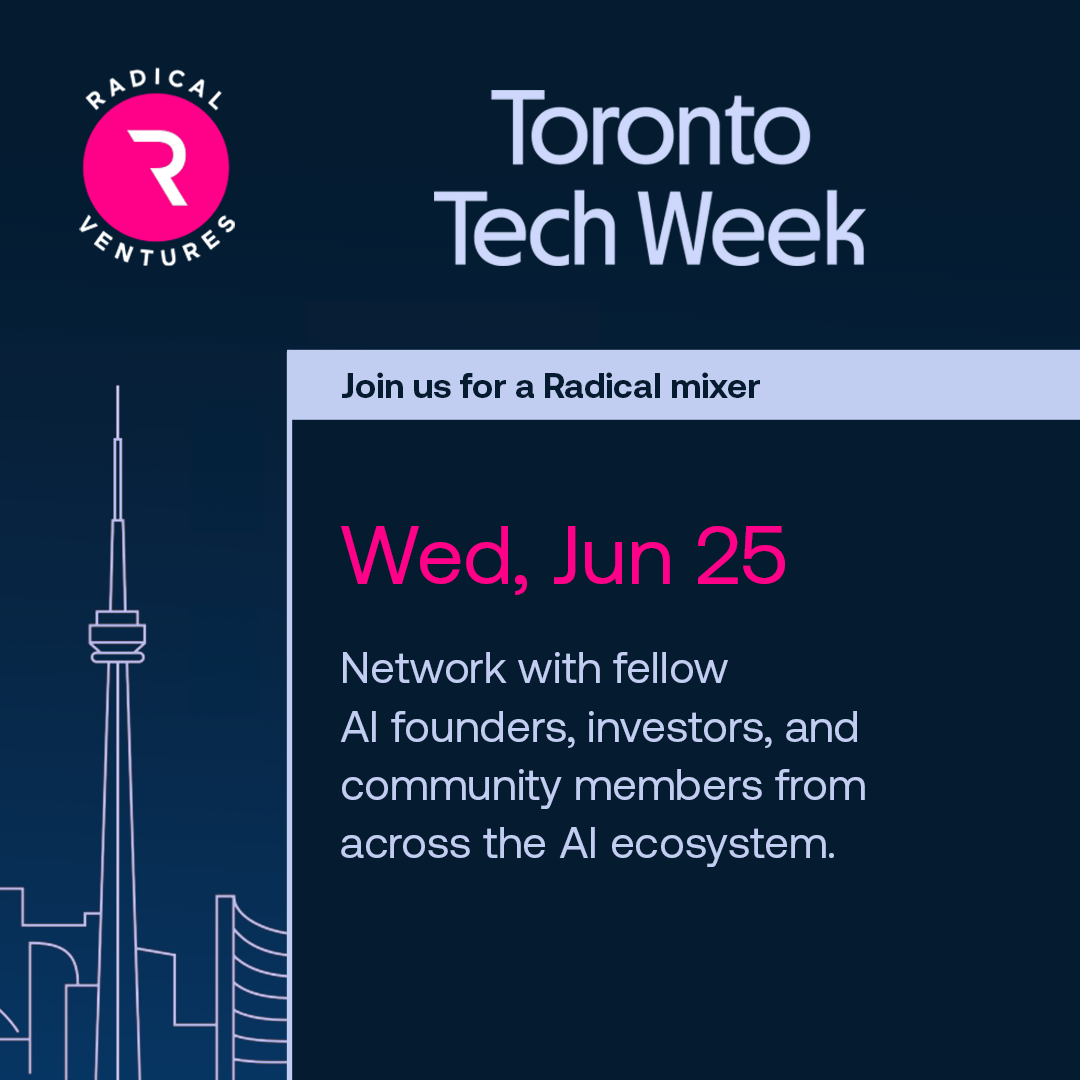 RADICAL
R
VENTURES
Toronto
Tech Week
Join us for a Radical mixer
Wed, Jun 25
Network with fellow
AI founders, investors, and
community members from
across the AI ecosystem.